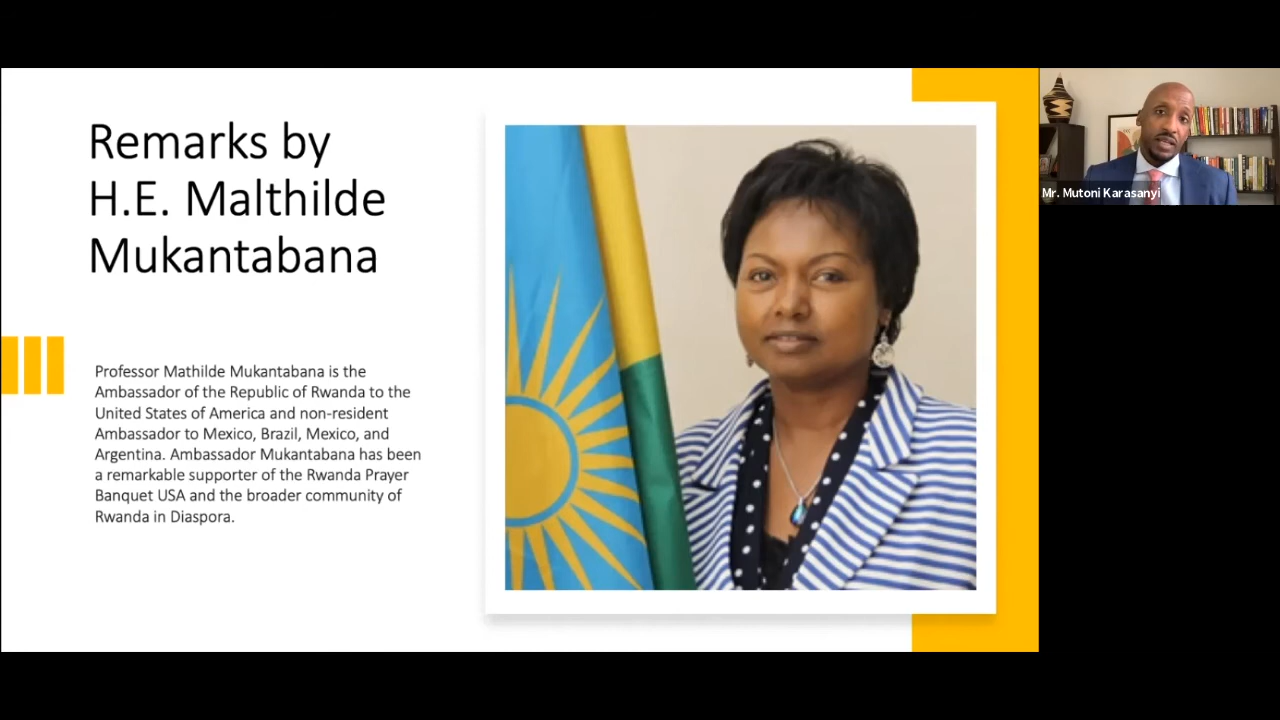 Remarks by
H.E. Malthilde
Mukantabana
Professor Mathilde Mukantabana is the
Ambassador of the Republic of Rwanda to the
United States of America and non-resident
Ambassador to Mexico, Brazil, Mexico, and
Argentina. Ambassador Mukantabana has been
a remarkable supporter of the Rwanda Prayer
Banquet USA and the broader community of
Rwanda in Diaspora.
Mr. Mutoni Karasanyi